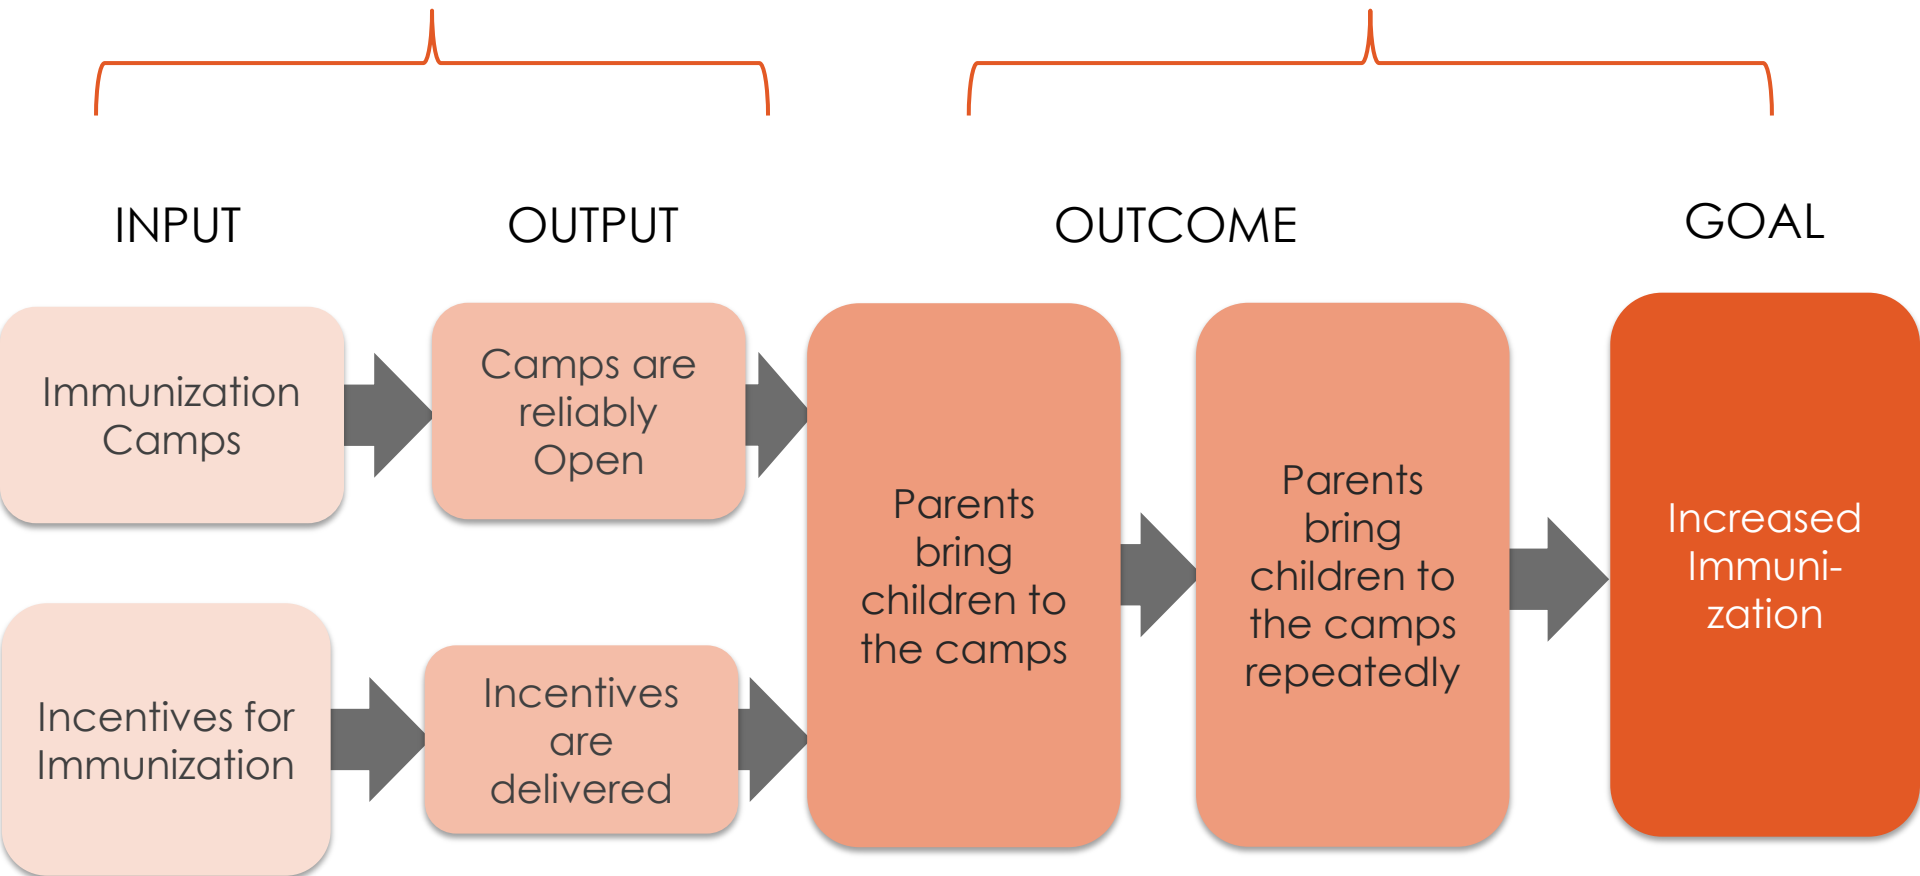 INPUT
OUTPUT
OUTCOME
GOAL
Immunization
Camps
Camps are
reliably
Open
Incentives for
Immunization
Incentives
are
delivered
Parents
bring
children to
the camps
Parents
bring
children to
the camps
repeatedly
Increased
Immuni-
zation